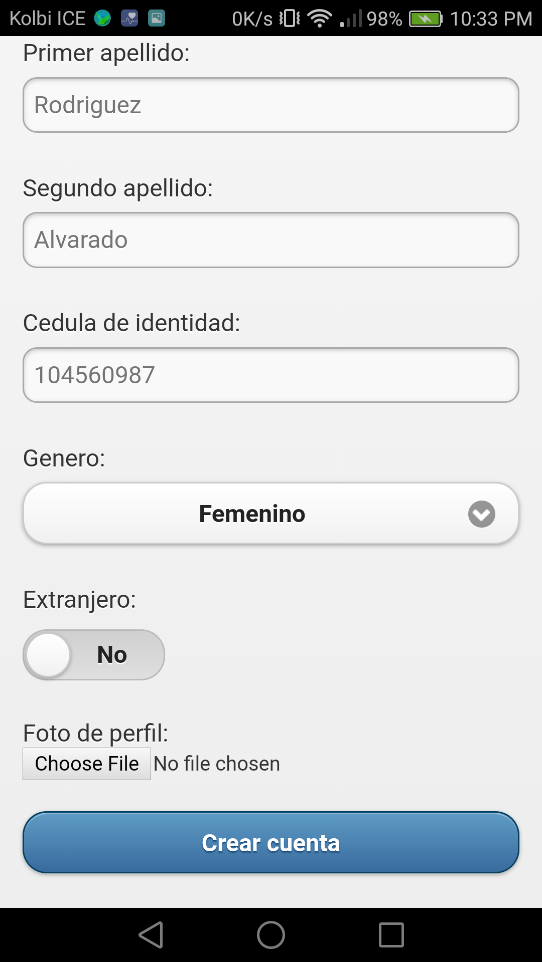 Kolbi ICE 0K/s 98% 10:33 PM
Primer apellido:
Rodriguez
Segundo apellido:
Alvarado
Cedula de identidad:
104560987
Genero:
Femenino
Extranjero:
No
Foto de perfil:
Choose File No file chosen
Crear cuenta